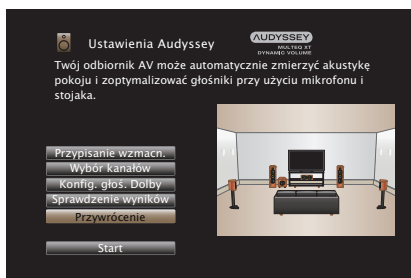 Ustawienia Audyssey
AUDYSSEY
MULTEQ XT
DYNAMIC VOLUME
Twój odbiornik AV może automatycznie zmierzyć akustykę
pokoju i zoptymalizować głośniki przy użyciu mikrofonu i
stojaka.
Przypisanie wzmacn.
Wybór kanałów
Konfig. głoś. Dolby
Sprawdzenie wyników
Przywrócenie
Start